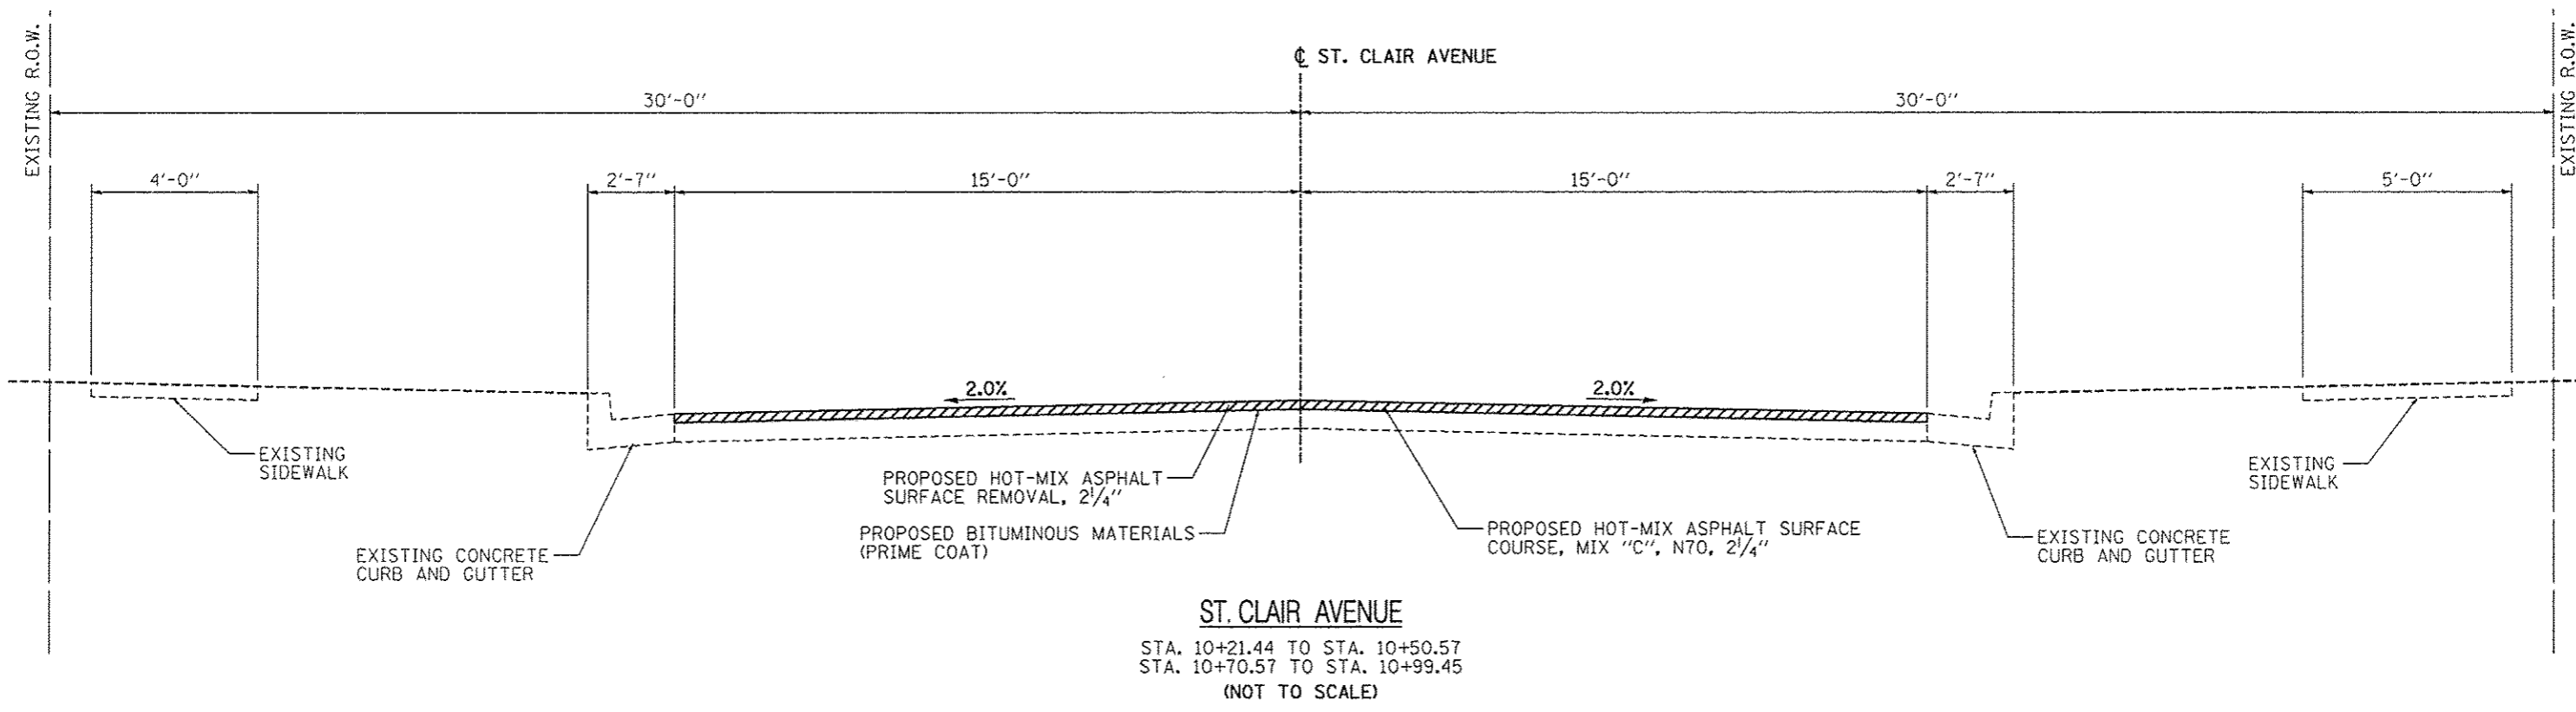 EXISTING R.O.W.
EXISTING R.O.W.
℄ ST. CLAIR AVENUE
30'-0"
30'-0"
4'-0"
2'-7"
15'-0"
15'-0"
2'-7"
5'-0"
2.0%
2.0%
EXISTING
SIDEWALK
EXISTING CONCRETE
CURB AND GUTTER
PROPOSED HOT-MIX ASPHALT
SURFACE REMOVAL, 2 1/4"
PROPOSED BITUMINOUS MATERIALS
(PRIME COAT)
PROPOSED HOT-MIX ASPHALT SURFACE
COURSE, MIX "C", N70, 2 1/4"
EXISTING
SIDEWALK
EXISTING CONCRETE
CURB AND GUTTER
ST. CLAIR AVENUE
STA. 10+21.44 TO STA. 10+50.57
STA. 10+70.57 TO STA. 10+99.45
(NOT TO SCALE)